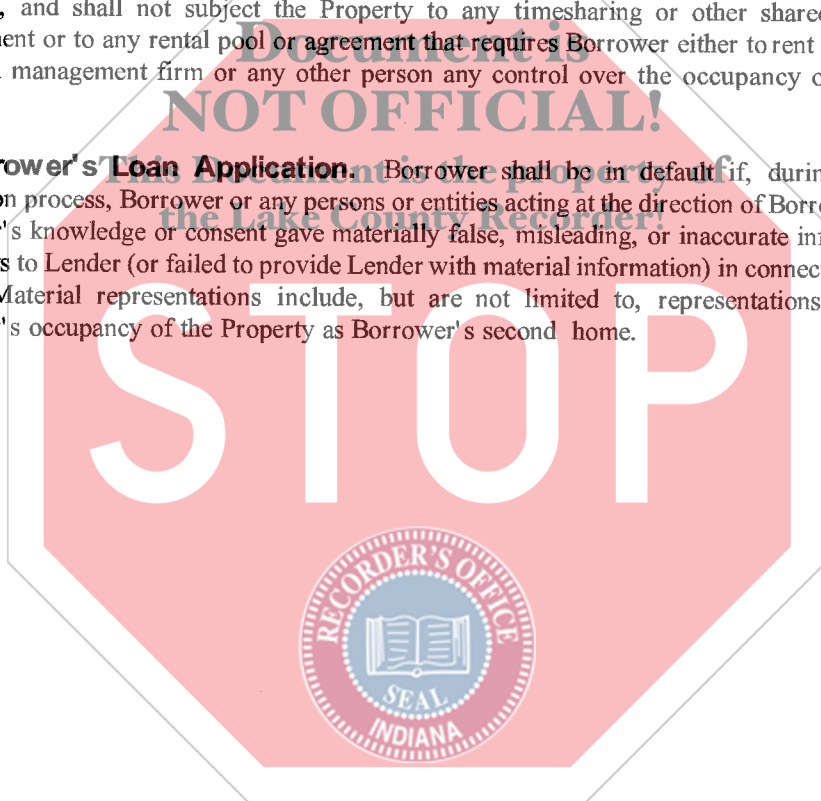 , and shall not subject the Property to any timesharing or other shared
ent or to any rental pool or agreement that requires Borrower either to rent
management firm or any other person any control over the occupancy o
Document is
NOT OFFICIAL!
This Document is the property of
the Lake County Recorder!
rower's Loan Application. Borrower shall be in default if, durin
on process, Borrower or any persons or entities acting at the direction of Borro
's knowledge or consent gave materially false, misleading, or inaccurate in
s to Lender (or failed to provide Lender with material information) in connec
Material representations include, but are not limited to, representations
's occupancy of the Property as Borrower's second home.
STOP
RECORDER'S OFFICE
SEAL
INDIANA